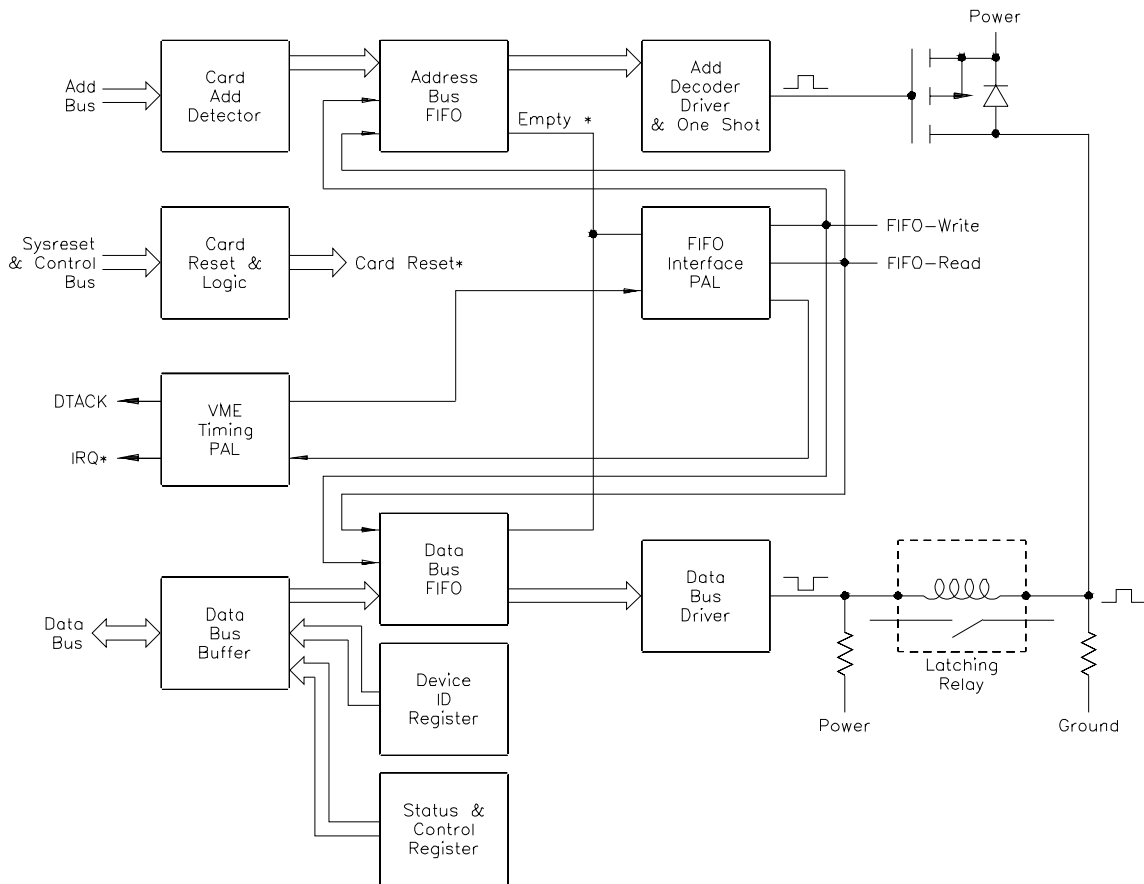 Power
Add
Bus
Card
Add
Detector
Address
Bus
FIFO
Add
Decoder
Driver
& One Shot
Empty *
Sysreset
& Control
Bus
Card
Reset &
Logic
Card Reset*
FIFO
Interface
PAL
FIFO-Write
FIFO-Read
DTACK
IRQ*
VME
Timing
PAL
Data
Bus
FIFO
Data
Bus
Data
Bus
Buffer
Data
Bus
Driver
Latching
Relay
Device
ID
Register
Power
Ground
Status &
Control
Register